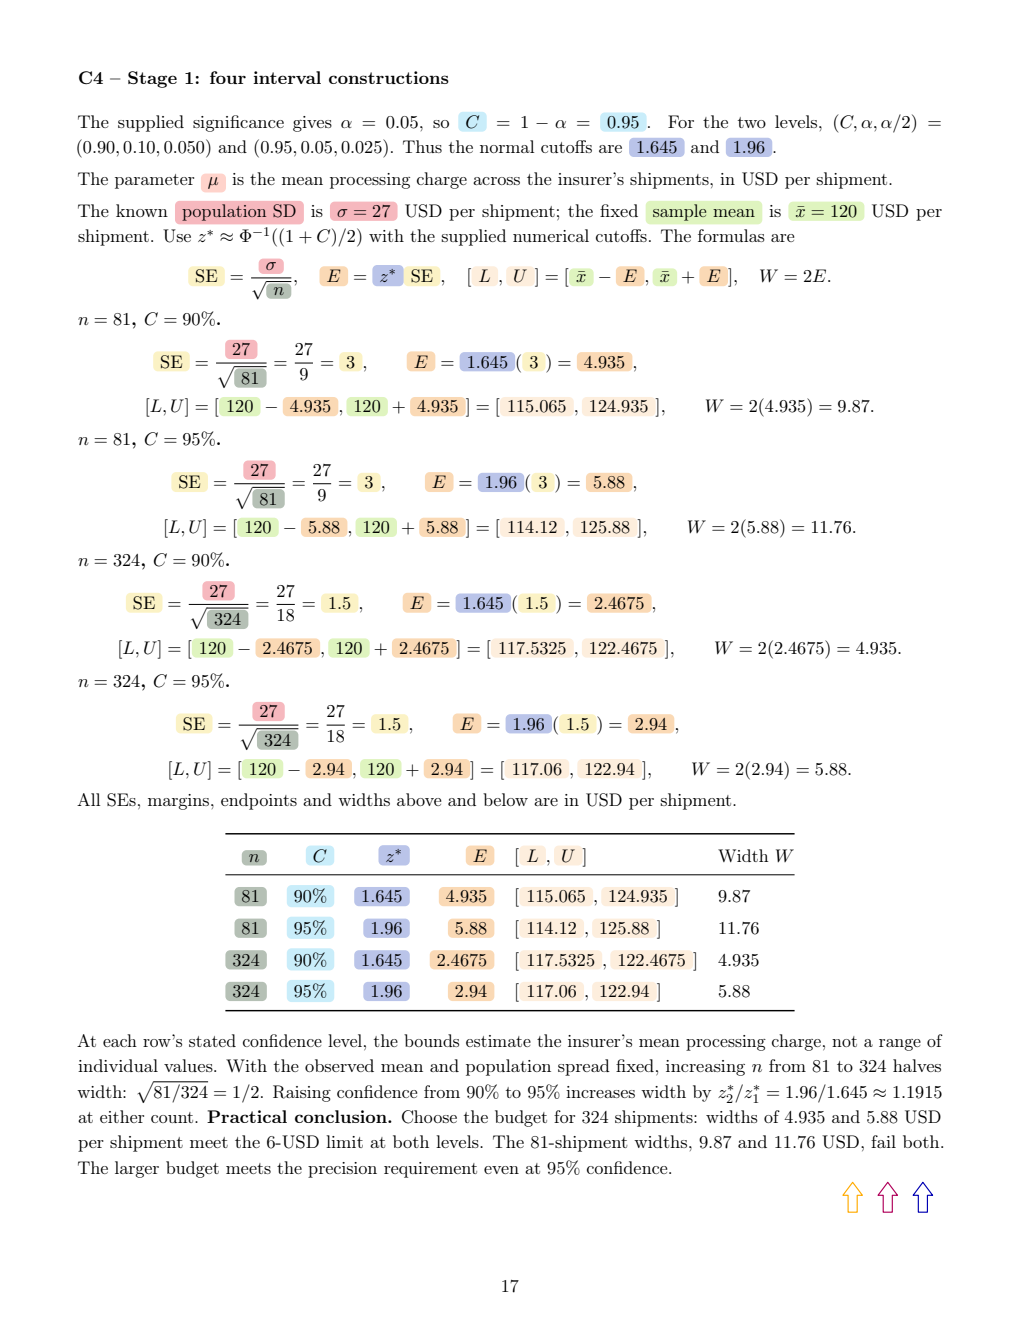 C4 – Stage 1: four interval constructions
The supplied significance gives α = 0.05, so C = 1 − α = 0.95. For the two levels, (C, α, α/2) =
(0.90, 0.10, 0.050) and (0.95, 0.05, 0.025). Thus the normal cutoffs are 1.645 and 1.96.
The parameter μ is the mean processing charge across the insurer's shipments, in USD per shipment.
The known population SD is σ = 27 USD per shipment; the fixed sample mean is x̄ = 120 USD per
shipment. Use z* ≈ Φ⁻¹((1 + C)/2) with the supplied numerical cutoffs. The formulas are
SE = σ/√n, E = z* SE, [L, U] = [x̄ − E, x̄ + E], W = 2E.
n = 81, C = 90%.
SE = 27/√81 = 27/9 = 3, E = 1.645(3) = 4.935,
[L, U] = [120 − 4.935, 120 + 4.935] = [115.065, 124.935], W = 2(4.935) = 9.87.
n = 81, C = 95%.
SE = 27/√81 = 27/9 = 3, E = 1.96(3) = 5.88,
[L, U] = [120 − 5.88, 120 + 5.88] = [114.12, 125.88], W = 2(5.88) = 11.76.
n = 324, C = 90%.
SE = 27/√324 = 27/18 = 1.5, E = 1.645(1.5) = 2.4675,
[L, U] = [120 − 2.4675, 120 + 2.4675] = [117.5325, 122.4675], W = 2(2.4675) = 4.935.
n = 324, C = 95%.
SE = 27/√324 = 27/18 = 1.5, E = 1.96(1.5) = 2.94,
[L, U] = [120 − 2.94, 120 + 2.94] = [117.06, 122.94], W = 2(2.94) = 5.88.
All SEs, margins, endpoints and widths above and below are in USD per shipment.
n C z* E [L, U] Width W
81 90% 1.645 4.935 [115.065, 124.935] 9.87
81 95% 1.96 5.88 [114.12, 125.88] 11.76
324 90% 1.645 2.4675 [117.5325, 122.4675] 4.935
324 95% 1.96 2.94 [117.06, 122.94] 5.88
At each row's stated confidence level, the bounds estimate the insurer's mean processing charge, not a range of
individual values. With the observed mean and population spread fixed, increasing n from 81 to 324 halves
width: √(81/324) = 1/2. Raising confidence from 90% to 95% increases width by z₂*/z₁* = 1.96/1.645 ≈ 1.1915
at either count. Practical conclusion. Choose the budget for 324 shipments: widths of 4.935 and 5.88 USD
per shipment meet the 6-USD limit at both levels. The 81-shipment widths, 9.87 and 11.76 USD, fail both.
The larger budget meets the precision requirement even at 95% confidence.
17